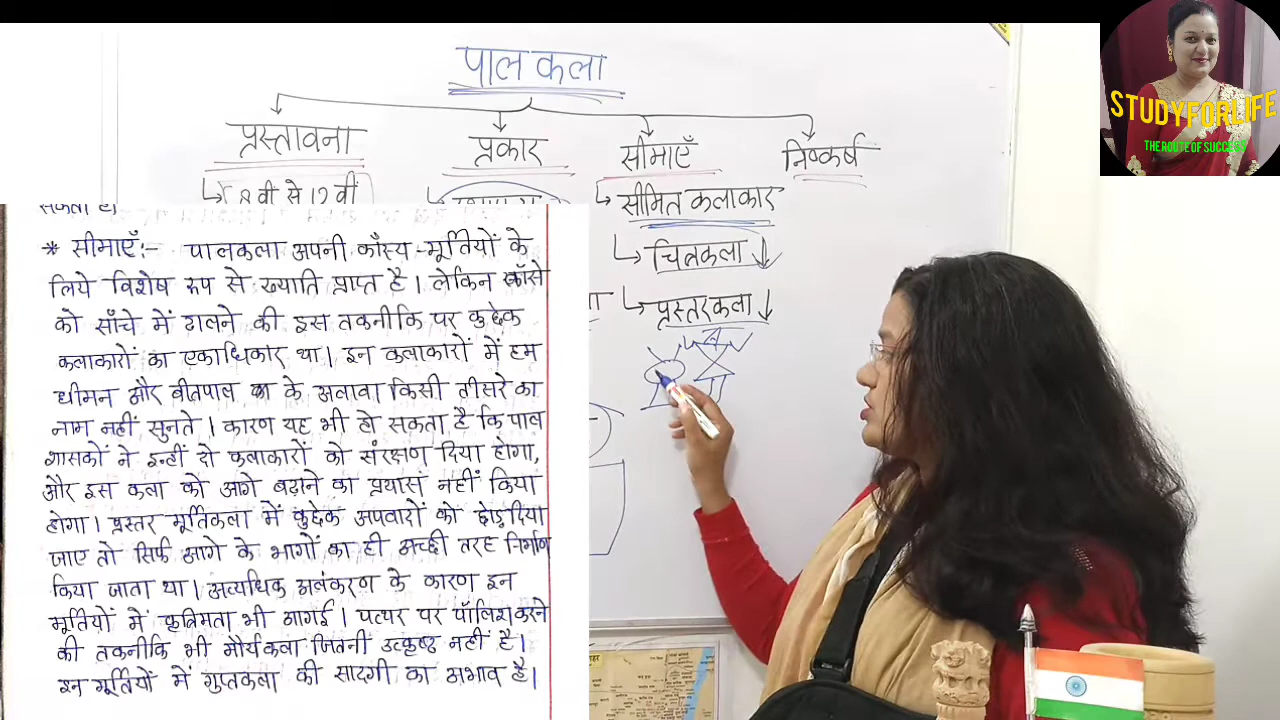 पाल कला
प्रस्तावना
प्रकार
सीमाएँ
निष्कर्ष
8 वी से 12 वी
सीमित कलाकार
चित्रकला
प्रस्तरकला
सकता है।
* सीमाएँ:- पालकला अपनी काँस्य-मूर्तियों के
लिये विशेष रूप से ख्याति प्राप्त है। लेकिन काँसे
को साँचे में ढालने की इस तकनीकि पर कुछेक
कलाकारों का एकाधिकार था। इन कलाकारों में हम
धीमन और बीतपाल के अलावा किसी तीसरे का
नाम नहीं सुनते। कारण यह भी हो सकता है कि पाल
शासकों ने इन्हीं दो कलाकारों को संरक्षण दिया होगा,
और इस कला को आगे बढ़ाने का प्रयास नहीं किया
होगा। प्रस्तर मूर्तिकला में कुछेक अपवादों को छोड़ दिया
जाए तो सिर्फ आगे के भागों का ही अच्छी तरह निर्माण
किया जाता था। अत्यधिक अलंकरण के कारण इन
मूर्तियों में कृत्रिमता भी आगई। पत्थर पर पॉलिश करने
की तकनीकि भी मौर्यकला जितनी उत्कृष्ट नहीं है।
इन मूर्तियों में गुप्तकला की सादगी का अभाव है।
STUDYFORLIFE
THE ROUTE OF SUCCESS